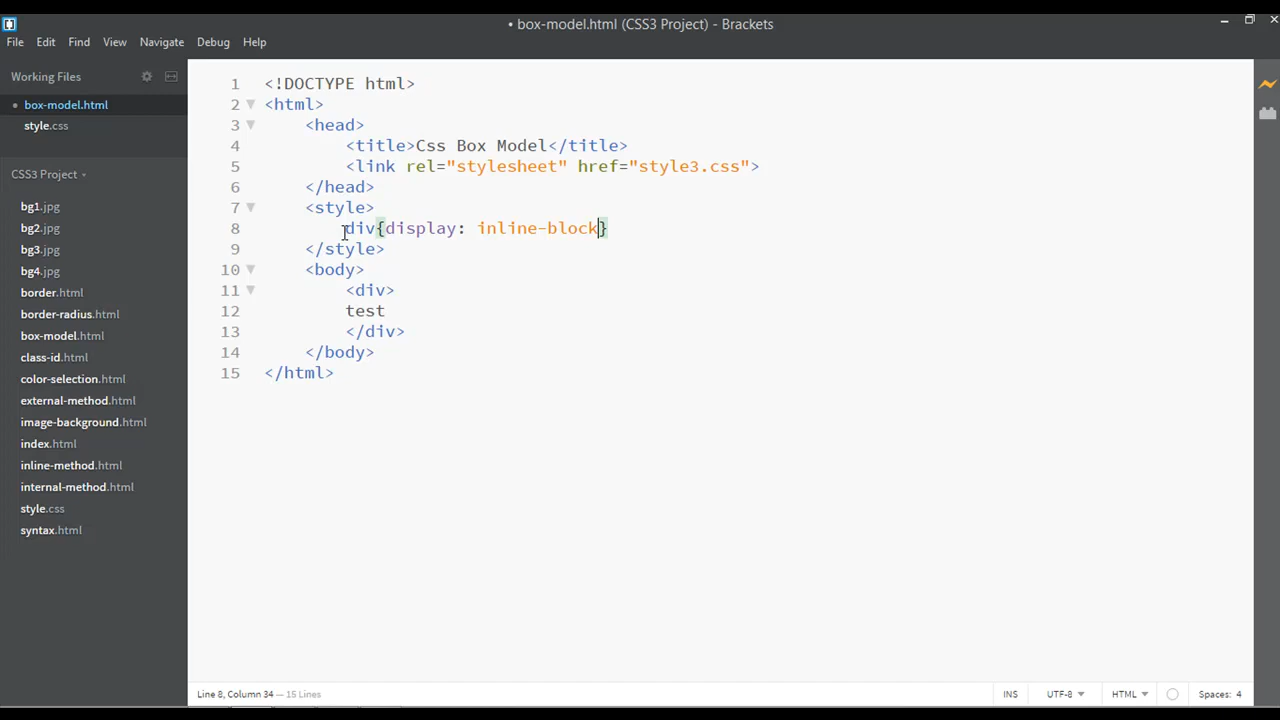 • box-model.html (CSS3 Project) - Brackets
File Edit Find View Navigate Debug Help
Working Files
• box-model.html
style.css
CSS3 Project
bg1.jpg
bg2.jpg
bg3.jpg
bg4.jpg
border.html
border-radius.html
box-model.html
class-id.html
color-selection.html
external-method.html
image-background.html
index.html
inline-method.html
internal-method.html
style.css
syntax.html
1 <!DOCTYPE html>
2 <html>
3 <head>
4 <title>Css Box Model</title>
5 <link rel="stylesheet" href="style3.css">
6 </head>
7 <style>
8 div{display: inline-block}
9 </style>
10 <body>
11 <div>
12 test
13 </div>
14 </body>
15 </html>
Line 8, Column 34 — 15 Lines
INS UTF-8 HTML Spaces: 4